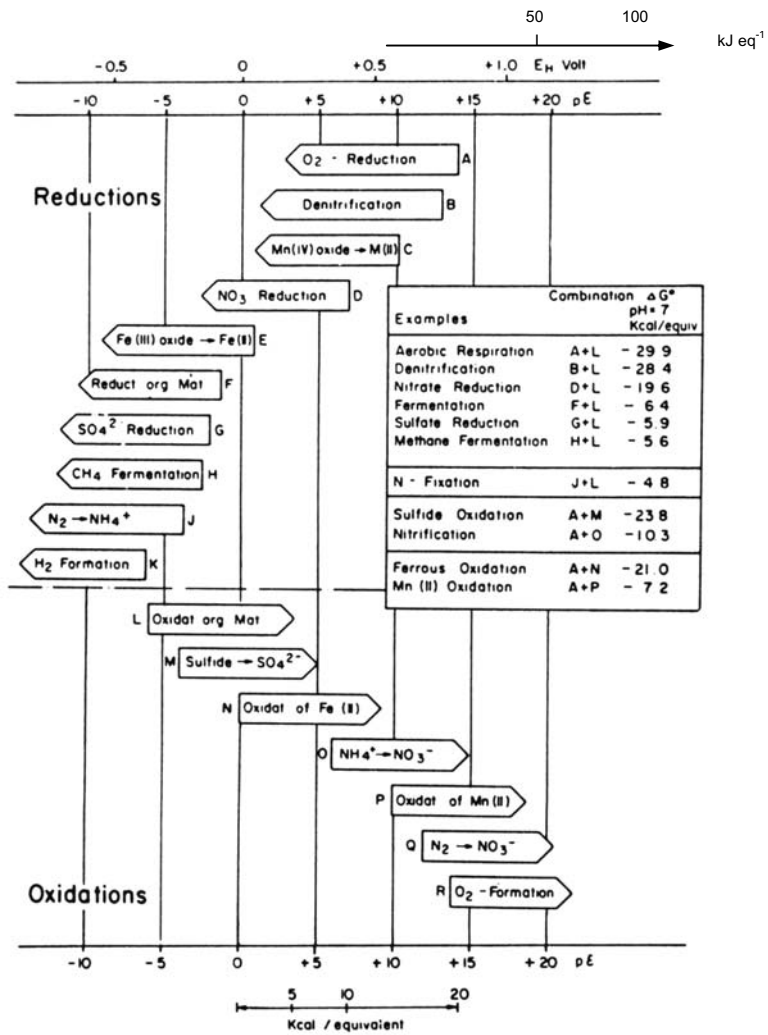 50 100
kJ eq-1
-0.5 0 +0.5 +1.0 EH Volt
-10 -5 0 +5 +10 +15 +20 pE
Reductions
O2 - Reduction A
Denitrification B
Mn(IV) oxide → M(II) C
NO3 Reduction D
Fe(III) oxide → Fe(II) E
Reduct org Mat F
SO4 2- Reduction G
CH4 Fermentation H
N2 → NH4+ J
H2 Formation K
Examples Combination Δ G°
pH = 7
Kcal/equiv
Aerobic Respiration A+L - 29 9
Denitrification B+L - 28 4
Nitrate Reduction D+L - 19 6
Fermentation F+L - 6 4
Sulfate Reduction G+L - 5.9
Methane Fermentation H+L - 5 6
N - Fixation J+L - 4 8
Sulfide Oxidation A+M - 23 8
Nitrification A+O - 10.3
Ferrous Oxidation A+N - 21.0
Mn (II) Oxidation A+P - 7 2
L Oxidat org Mat
M Sulfide → SO4 2-
N Oxidat of Fe (II)
O NH4+ → NO3-
P Oxidat of Mn(II)
Q N2 → NO3-
R O2 - Formation
Oxidations
-10 -5 0 +5 +10 +15 +20 pE
5 10 20
Kcal / equivalent